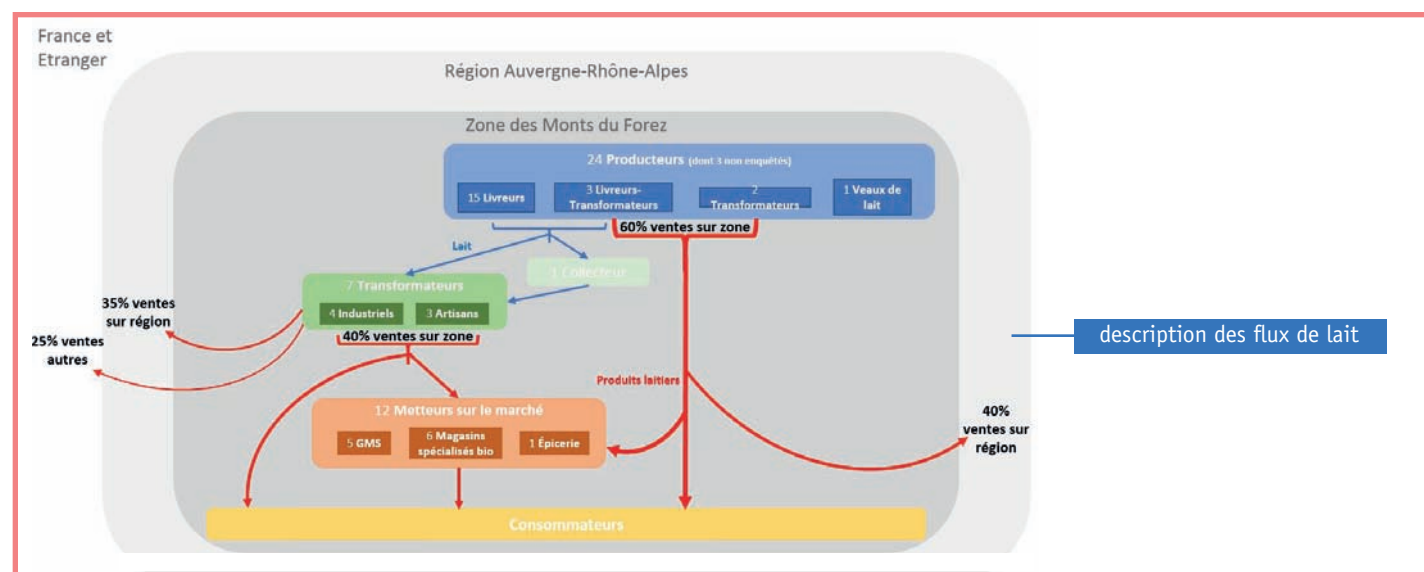 France et
Etranger
Région Auvergne-Rhône-Alpes
Zone des Monts du Forez
24 Producteurs (dont 3 non enquêtés)
15 Livreurs
3 Livreurs-
Transformateurs
2
Transformateurs
1 Veaux de
lait
60% ventes sur zone
Lait
1 Collecteur
7 Transformateurs
4 Industriels
3 Artisans
40% ventes sur zone
35% ventes
sur région
25% ventes
autres
description des flux de lait
Produits laitiers
12 Metteurs sur le marché
5 GMS
6 Magasins
spécialisés bio
1 Épicerie
40%
ventes sur
région
Consommateurs